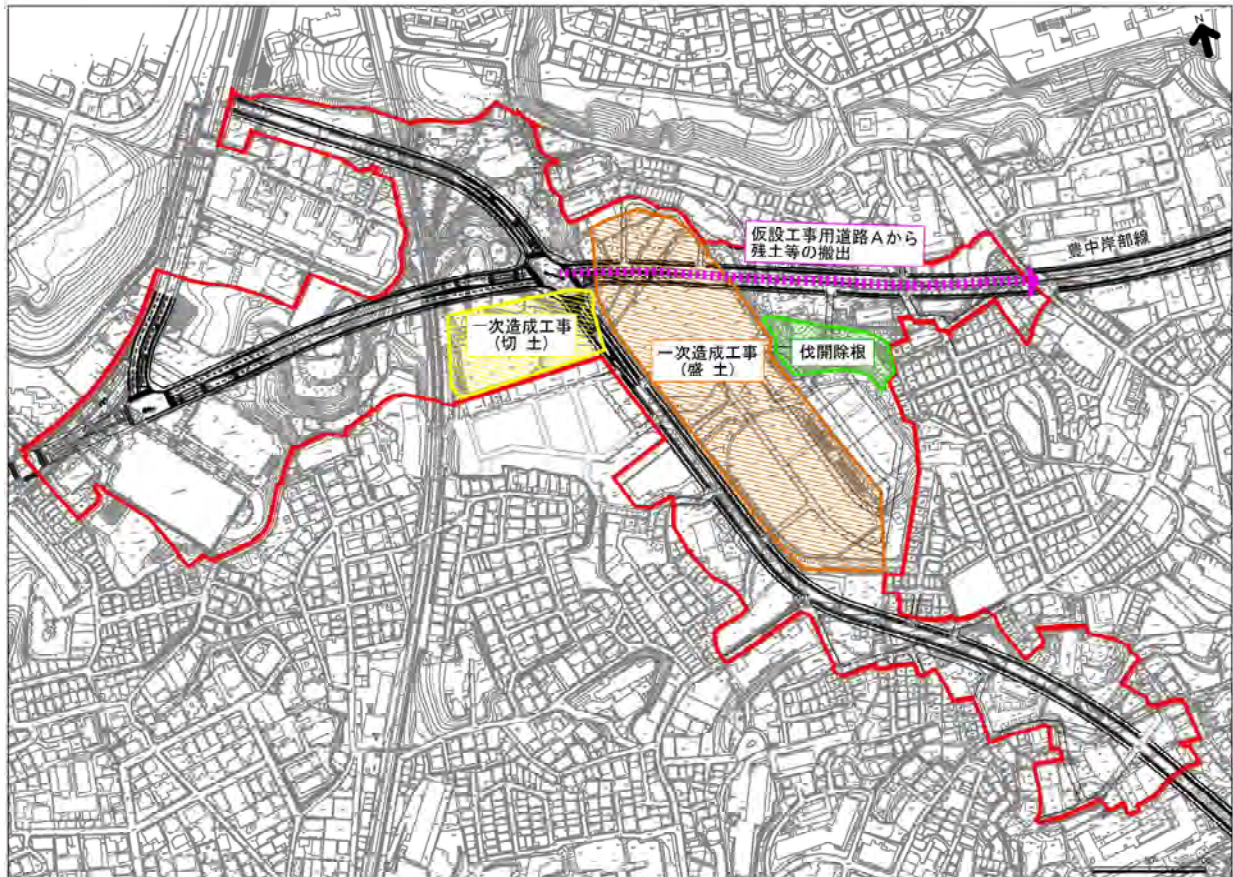 N
仮設工事用道路Aから
残土等の搬出
豊中岸部線
一次造成工事
(切 土)
一次造成工事
(盛 土)
伐開除根